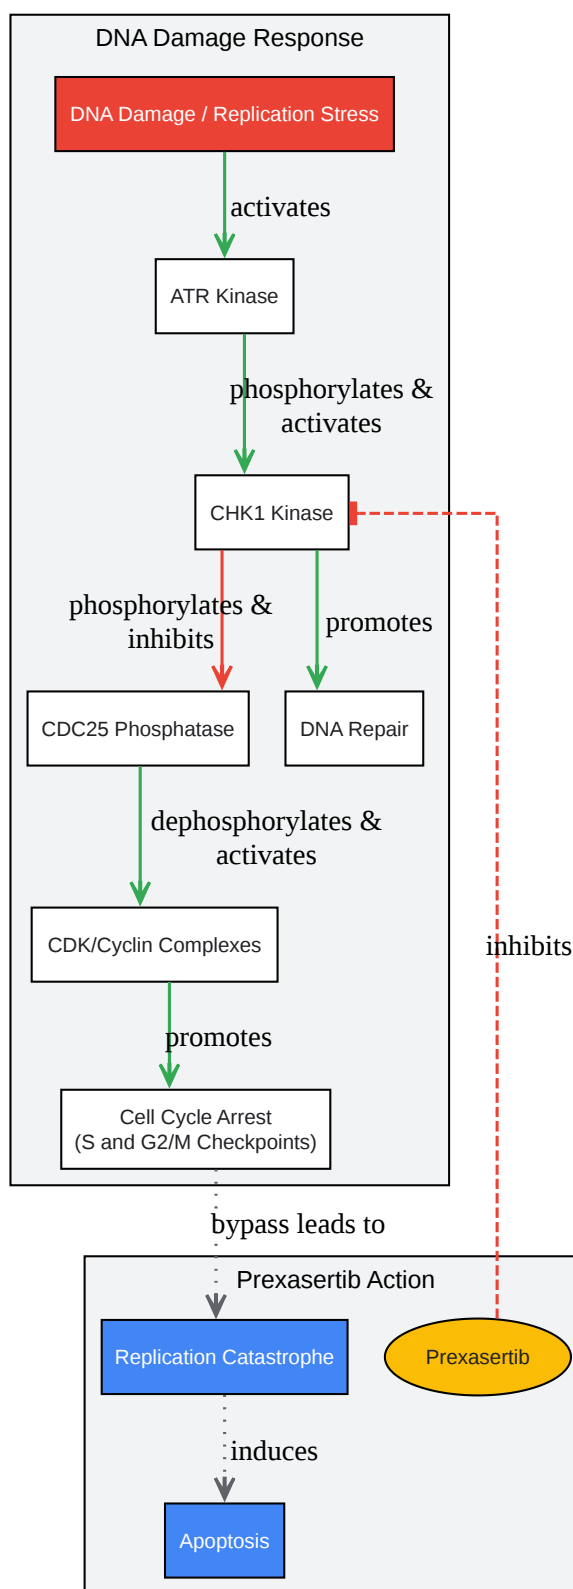 DNA Damage Response
DNA Damage / Replication Stress
activates
ATR Kinase
phosphorylates &
activates
CHK1 Kinase
phosphorylates &
inhibits
promotes
CDC25 Phosphatase
DNA Repair
dephosphorylates &
activates
CDK/Cyclin Complexes
inhibits
promotes
Cell Cycle Arrest
(S and G2/M Checkpoints)
bypass leads to
Prexasertib Action
Replication Catastrophe
Prexasertib
induces
Apoptosis